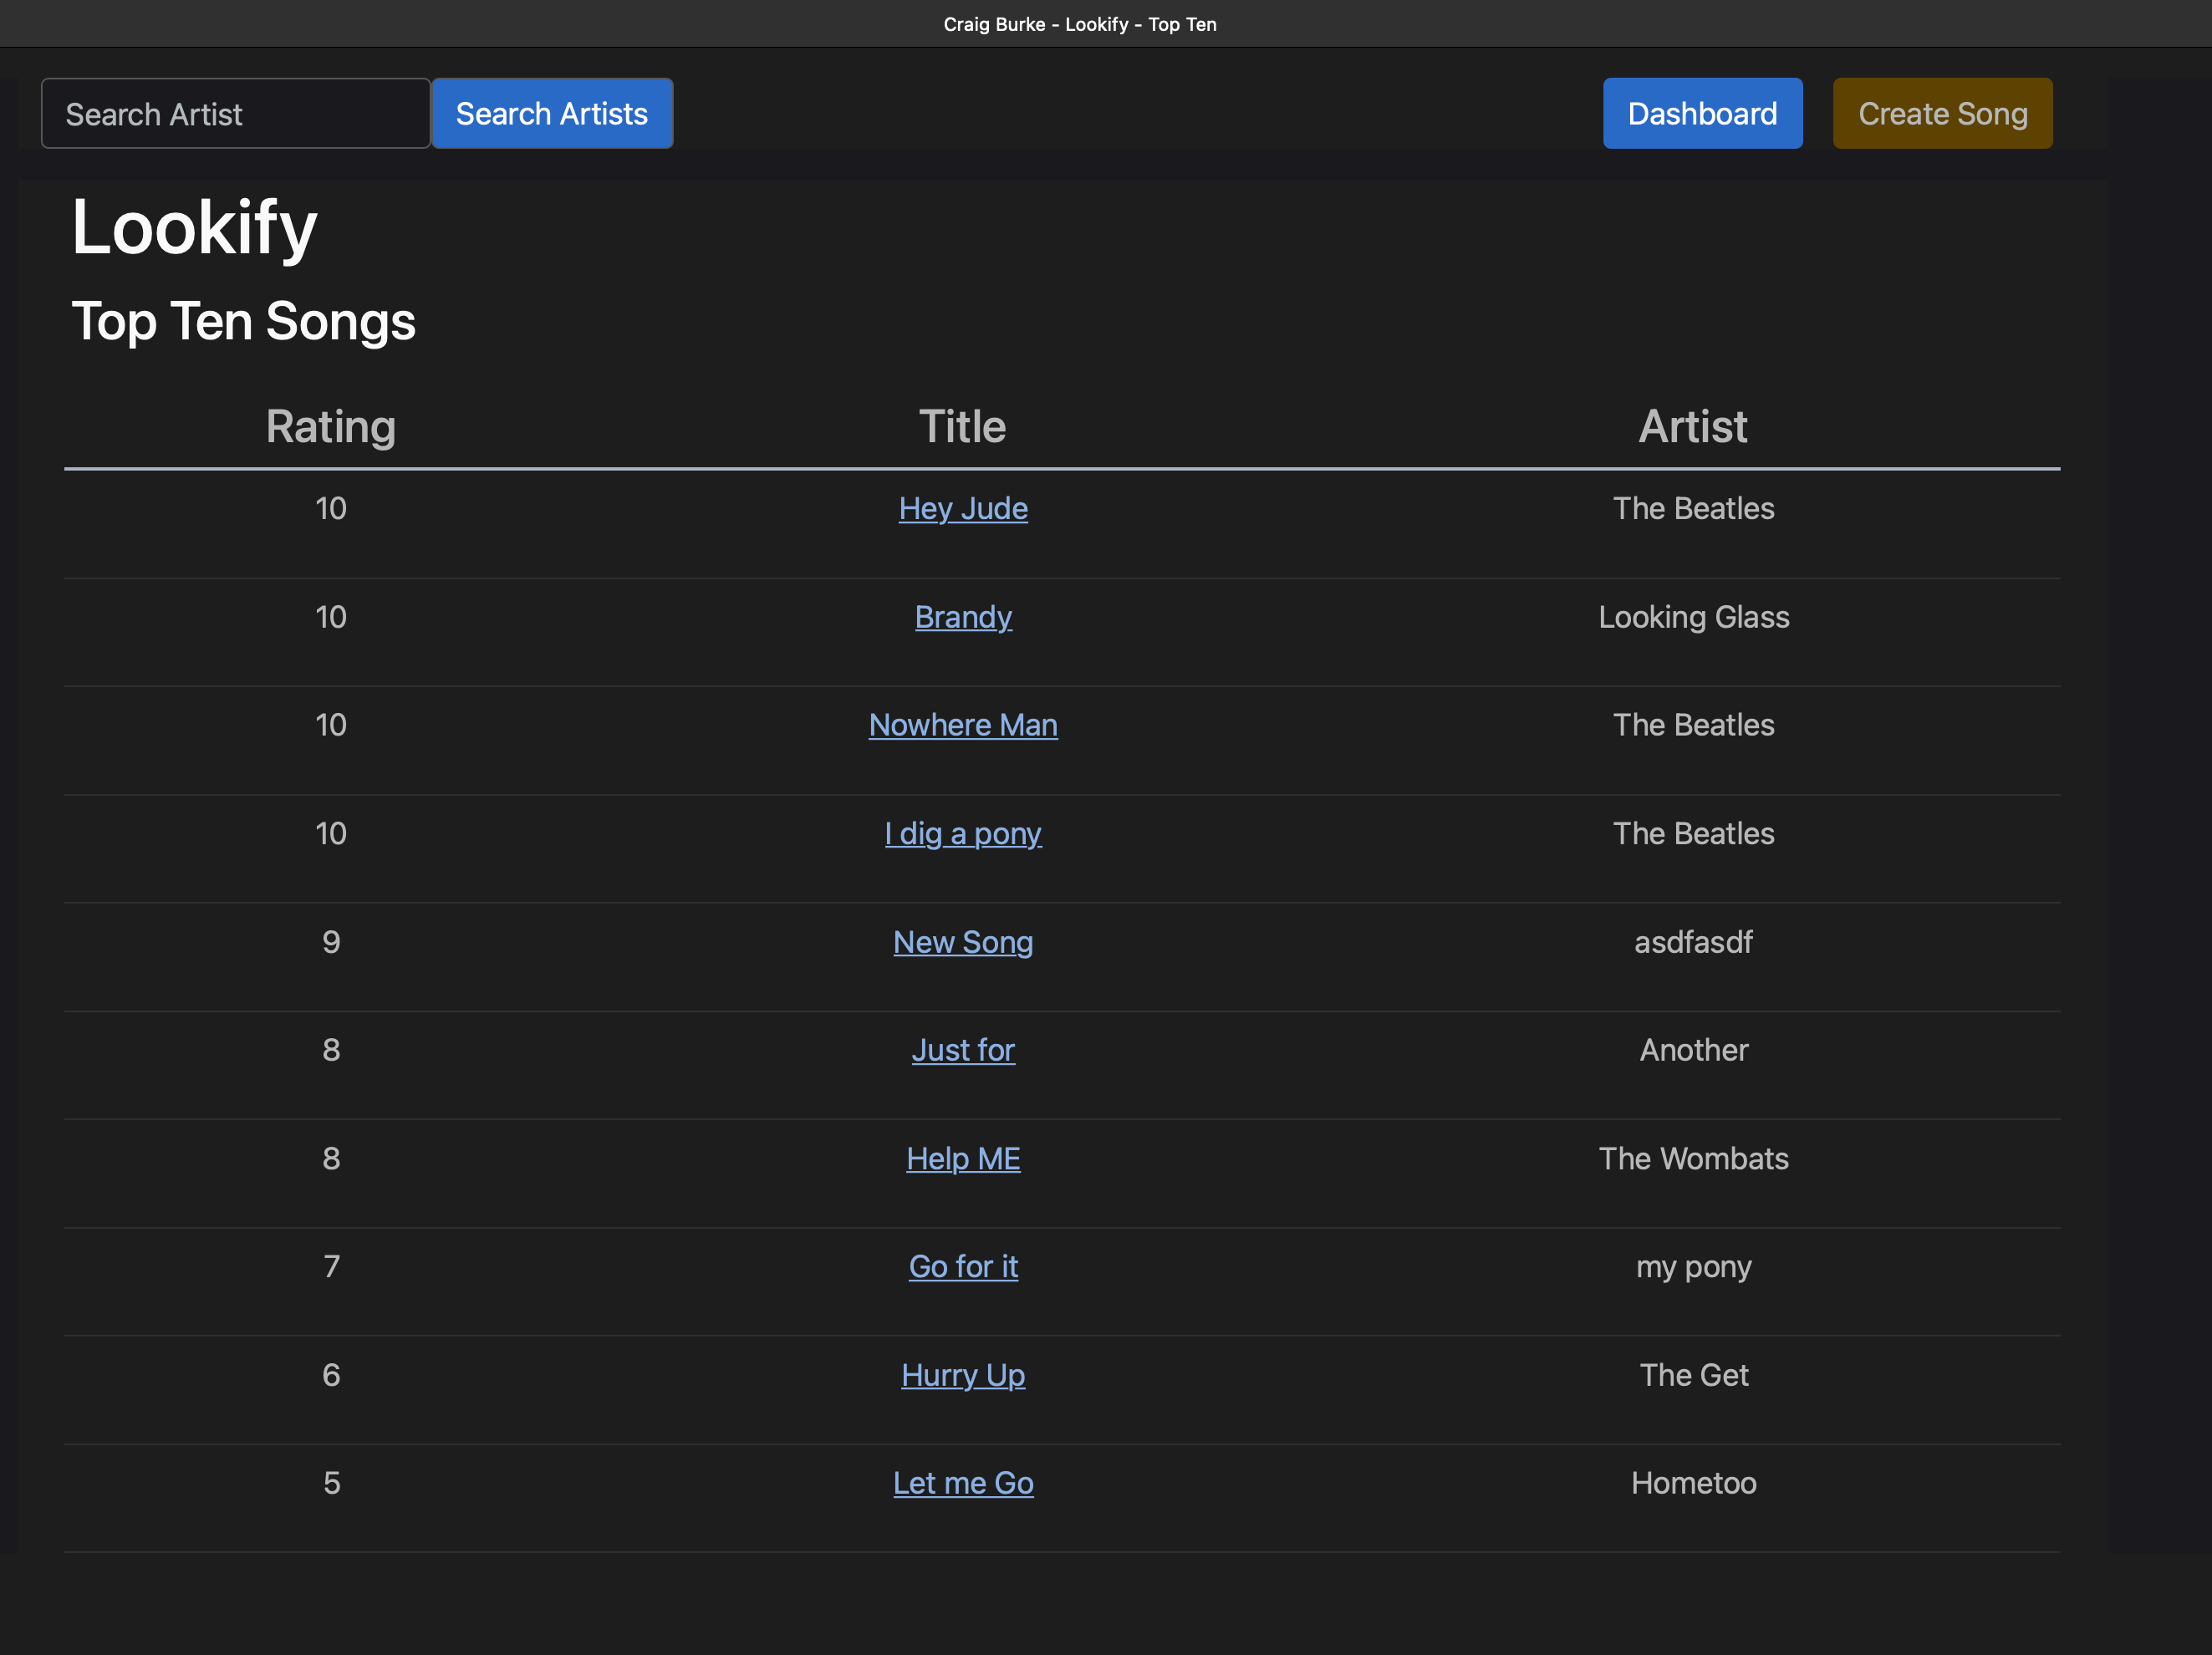 Craig Burke - Lookify - Top Ten
Search Artist Search Artists Dashboard Create Song
Lookify
Top Ten Songs
Rating Title Artist
10 Hey Jude The Beatles
10 Brandy Looking Glass
10 Nowhere Man The Beatles
10 I dig a pony The Beatles
9 New Song asdfasdf
8 Just for Another
8 Help ME The Wombats
7 Go for it my pony
6 Hurry Up The Get
5 Let me Go Hometoo